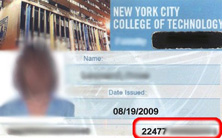 NEW YORK CITY
COLLEGE OF TECHNOLOGY
Name:
Date Issued:
08/19/2009
22477